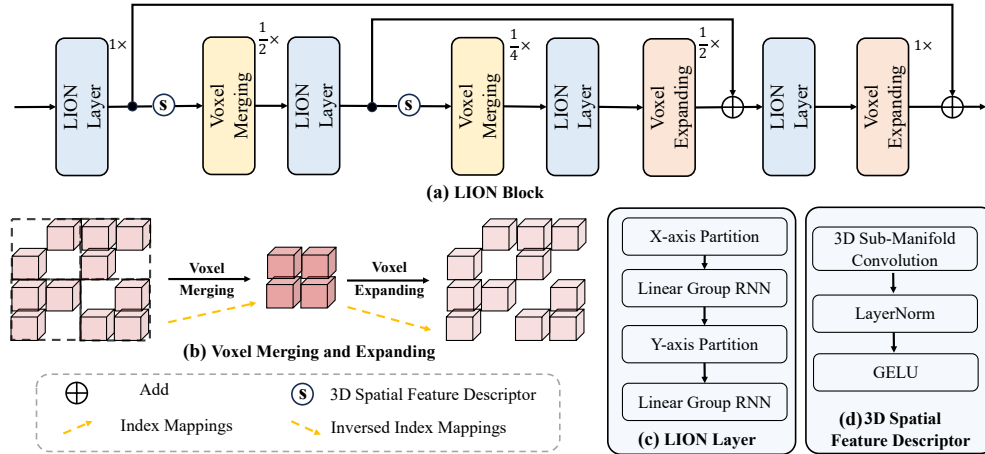 LION Layer
1×
S
Voxel Merging
1/2×
LION Layer
S
Voxel Merging
1/4×
LION Layer
Voxel Expanding
1/2×
LION Layer
Voxel Expanding
1×
(a) LION Block
Voxel
Merging
Voxel
Expanding
(b) Voxel Merging and Expanding
Add
S
3D Spatial Feature Descriptor
Index Mappings
Inversed Index Mappings
X-axis Partition
Linear Group RNN
Y-axis Partition
Linear Group RNN
(c) LION Layer
3D Sub-Manifold
Convolution
LayerNorm
GELU
(d)3D Spatial
Feature Descriptor